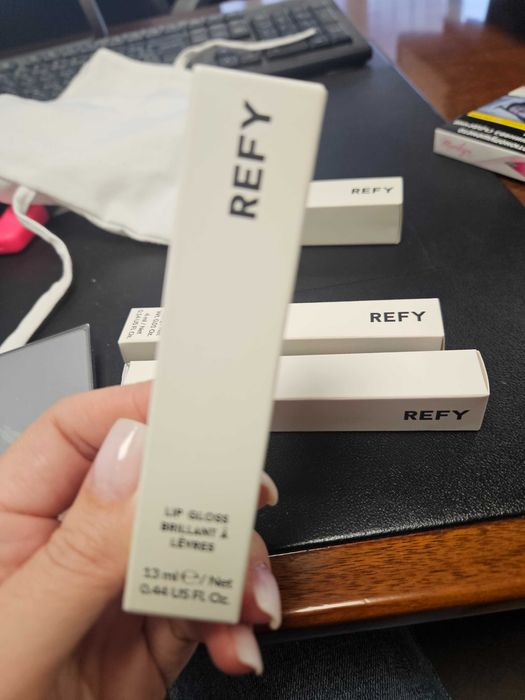 REFY
LIP GLOSS
BRILLANT À
LÈVRES
13 ml ℮ / Net
0.44 US Fl. Oz.
REFY
REFY
REFY